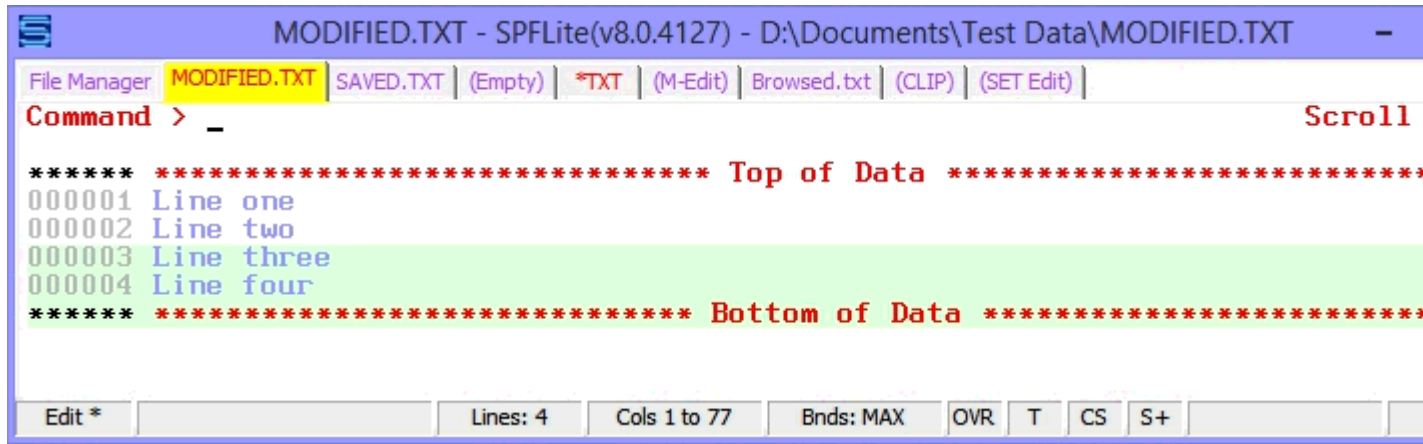 MODIFIED.TXT - SPFLite(v8.0.4127) - D:\Documents\Test Data\MODIFIED.TXT
File Manager MODIFIED.TXT SAVED.TXT (Empty) *TXT (M-Edit) Browsed.txt (CLIP) (SET Edit)
Command > _ Scroll
****** ******************************* Top of Data ***************************
000001 Line one
000002 Line two
000003 Line three
000004 Line four
****** ****************************** Bottom of Data *************************
Edit * Lines: 4 Cols 1 to 77 Bnds: MAX OVR T CS S+